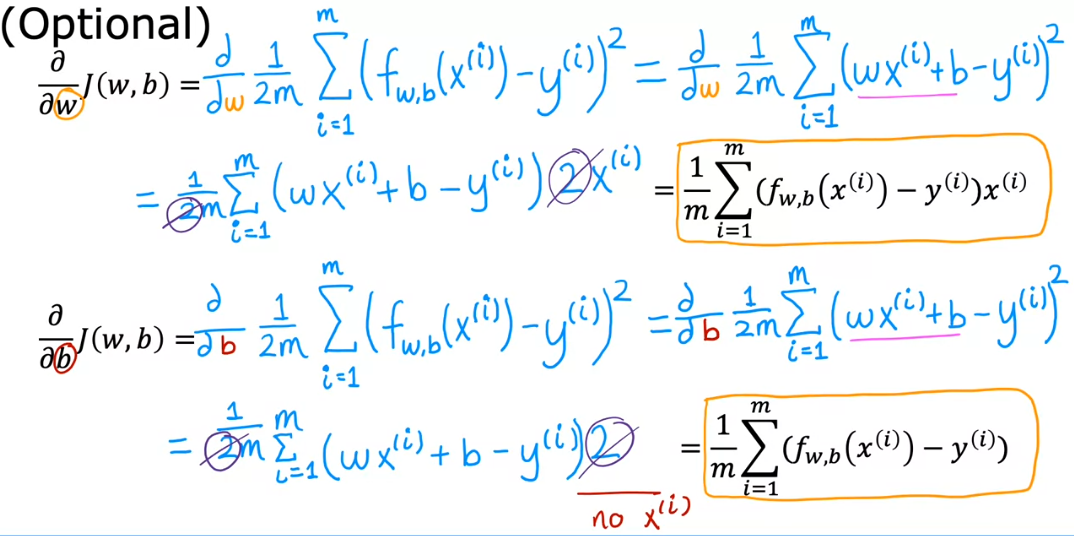 (Optional)
∂/∂w J(w, b) = d/dw 1/2m Σ_{i=1}^{m} (f_{w,b}(x^{(i)}) − y^{(i)})² = d/dw 1/2m Σ_{i=1}^{m} (wx^{(i)} + b − y^{(i)})²
= 1/2m Σ_{i=1}^{m} (wx^{(i)} + b − y^{(i)}) 2x^{(i)} = 1/m Σ_{i=1}^{m} (f_{w,b}(x^{(i)}) − y^{(i)})x^{(i)}
∂/∂b J(w, b) = ∂/∂b 1/2m Σ_{i=1}^{m} (f_{w,b}(x^{(i)}) − y^{(i)})² = ∂/∂b 1/2m Σ_{i=1}^{m} (wx^{(i)} + b − y^{(i)})²
= 1/2m Σ_{i=1}^{m} (wx^{(i)} + b − y^{(i)}) 2 = 1/m Σ_{i=1}^{m} (f_{w,b}(x^{(i)}) − y^{(i)})
no x^{(i)}